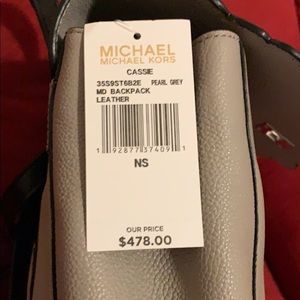 MICHAEL
MICHAEL KORS
CASSIE
35S9ST6B2E PEARL GREY
MD BACKPACK
LEATHER
1 92877 37409 1
NS
OUR PRICE
$478.00